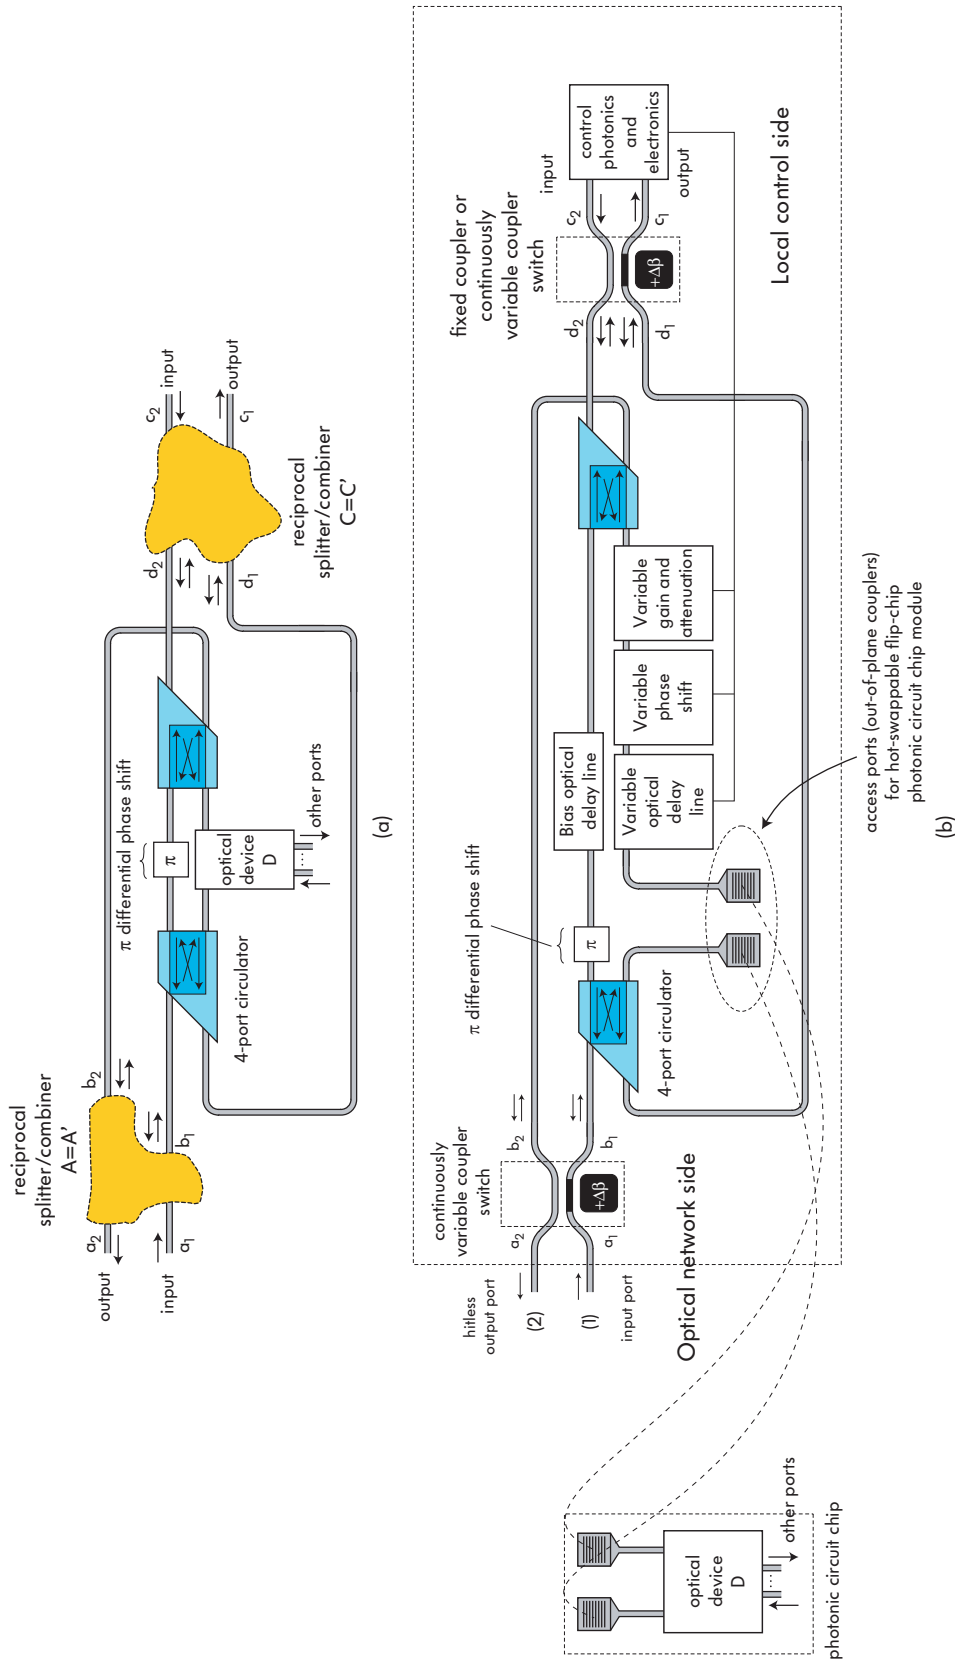 reciprocal
splitter/combiner
A=A'
output
a2
b2
input
a1
b1
π differential phase shift
π
4-port circulator
optical
device
D
other ports
d2
d1
c2
c1
input
output
reciprocal
splitter/combiner
C=C'
(a)
hitless
output port
(2)
(1)
input port
continuously
variable coupler
switch
a2
a1
b2
b1
+Δβ
Optical network side
π differential phase shift
π
4-port circulator
Bias optical
delay line
Variable
optical delay
line
Variable
phase
shift
Variable
gain and
attenuation
fixed coupler or
continuously
variable coupler
switch
d2
d1
c2
c1
+Δβ
input
output
control
photonics
and
electronics
Local control side
access ports (out-of-plane couplers)
for hot-swappable flip-chip
photonic circuit chip module
optical
device
D
other ports
photonic circuit chip
(b)